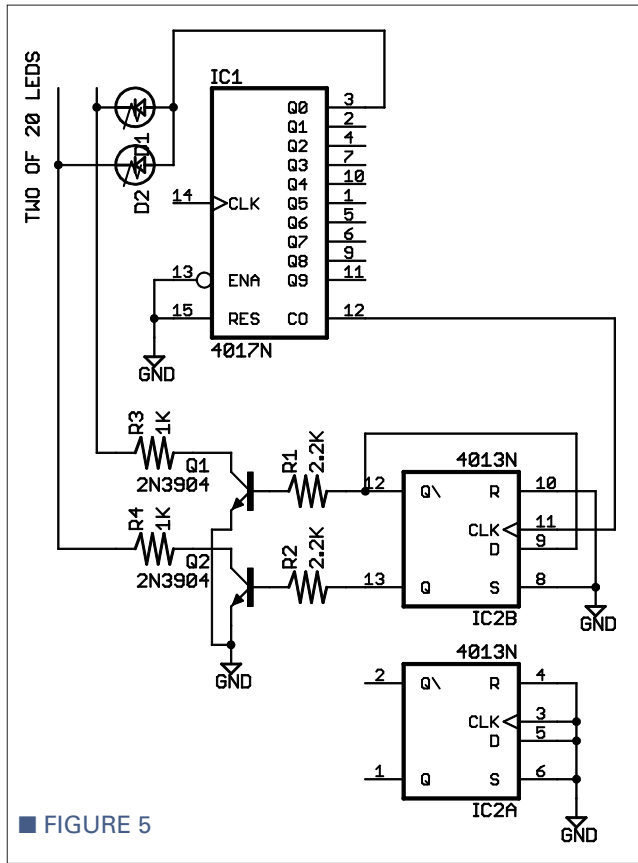 TWO OF 20 LEDS
D1
D2
IC1
Q0 3
Q1 2
Q2 4
Q3 7
Q4 10
14 CLK Q5 1
Q6 5
Q7 6
Q8 9
13 ENA Q9 11
15 RES CO 12
4017N
GND
R3
1K
Q1
2N3904
R1
2.2K
R4
1K
Q2
2N3904
R2
2.2K
GND
4013N
12 Q\ R 10
CLK 11
D 9
13 Q S 8
IC2B
GND
4013N
2 Q\ R 4
CLK 3
D 5
1 Q S 6
IC2A
GND
■ FIGURE 5